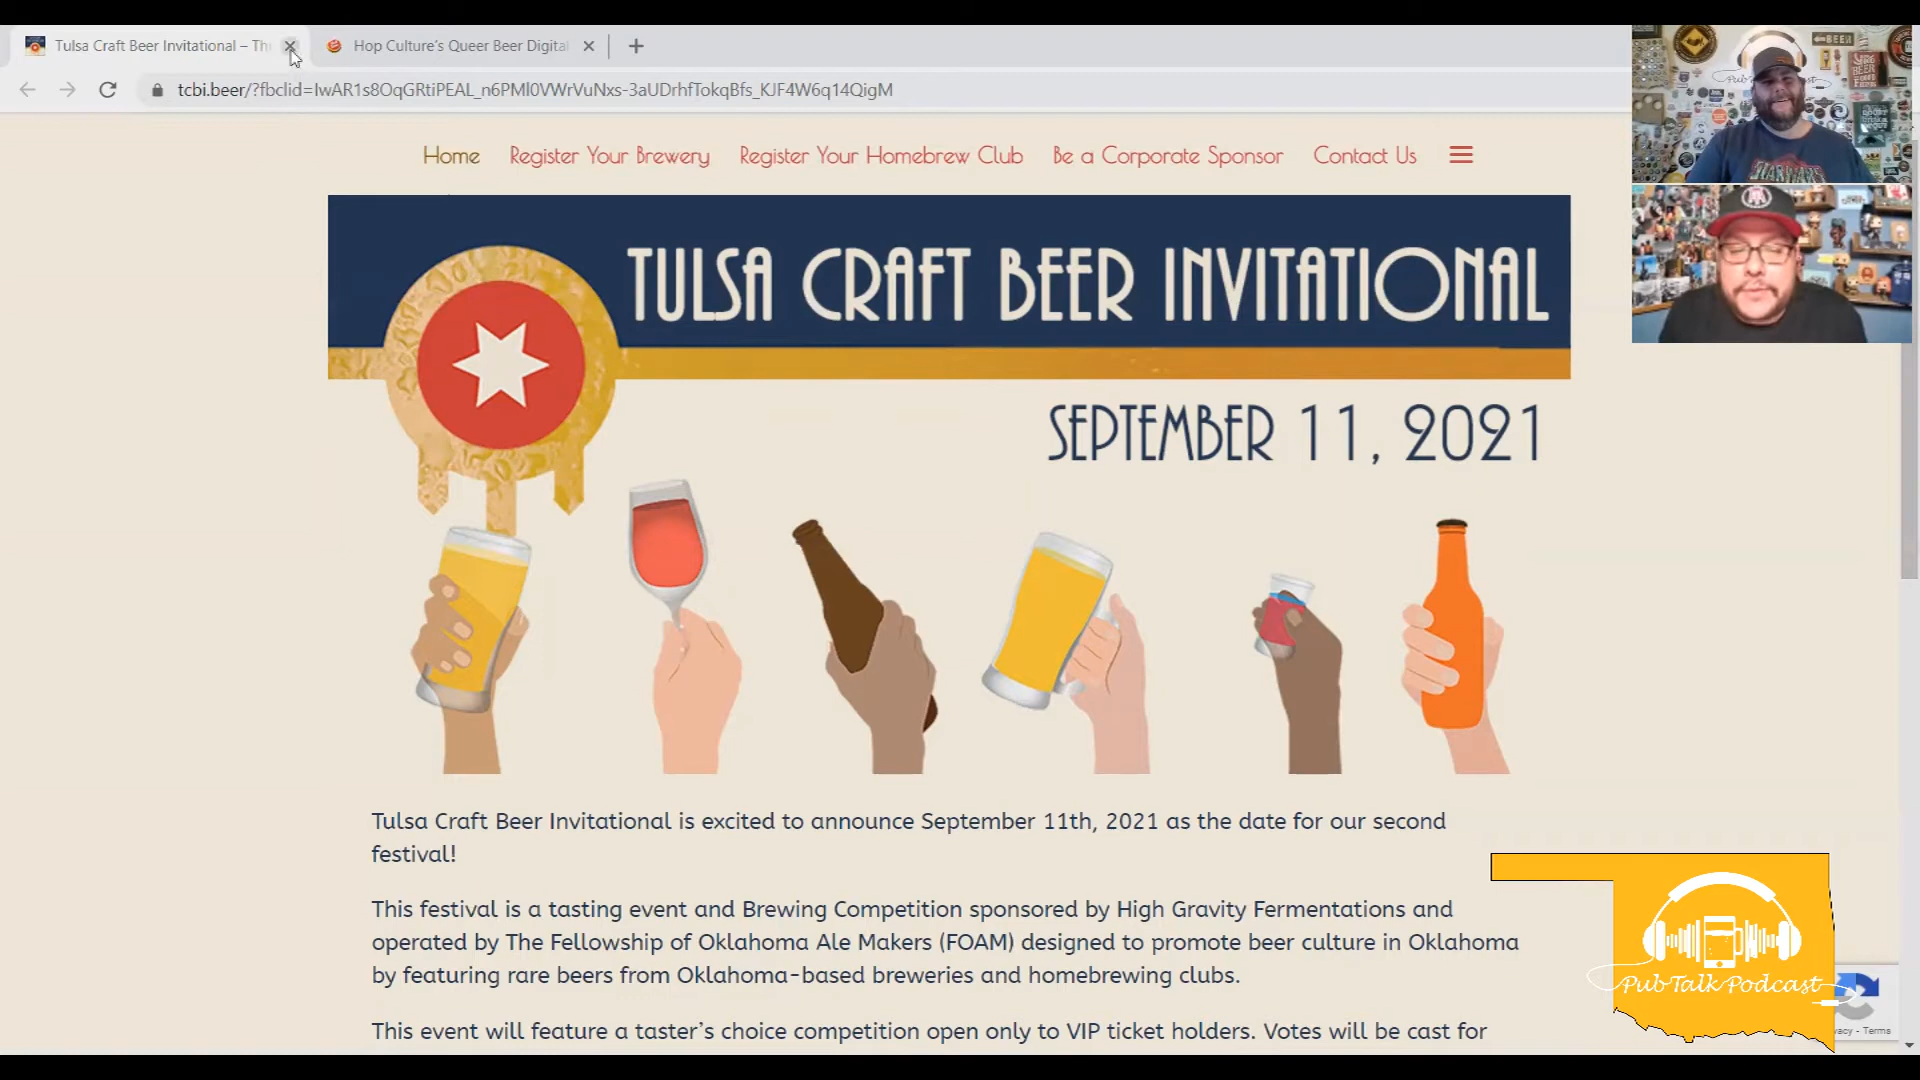 Tulsa Craft Beer Invitational – Th
Hop Culture's Queer Beer Digital
tcbi.beer/?fbclid=IwAR1s8OqGRtiPEAL_n6PMl0VWrVuNxs-3aUDrhfTokqBfs_KJF4W6q14QigM
Home Register Your Brewery Register Your Homebrew Club Be a Corporate Sponsor Contact Us
BEER
TULSA CRAFT BEER INVITATIONAL
SEPTEMBER 11, 2021
Tulsa Craft Beer Invitational is excited to announce September 11th, 2021 as the date for our second
festival!
This festival is a tasting event and Brewing Competition sponsored by High Gravity Fermentations and
operated by The Fellowship of Oklahoma Ale Makers (FOAM) designed to promote beer culture in Oklahoma
by featuring rare beers from Oklahoma-based breweries and homebrewing clubs.
This event will feature a taster's choice competition open only to VIP ticket holders. Votes will be cast for
PubTalkPodcast
vacy - Terms